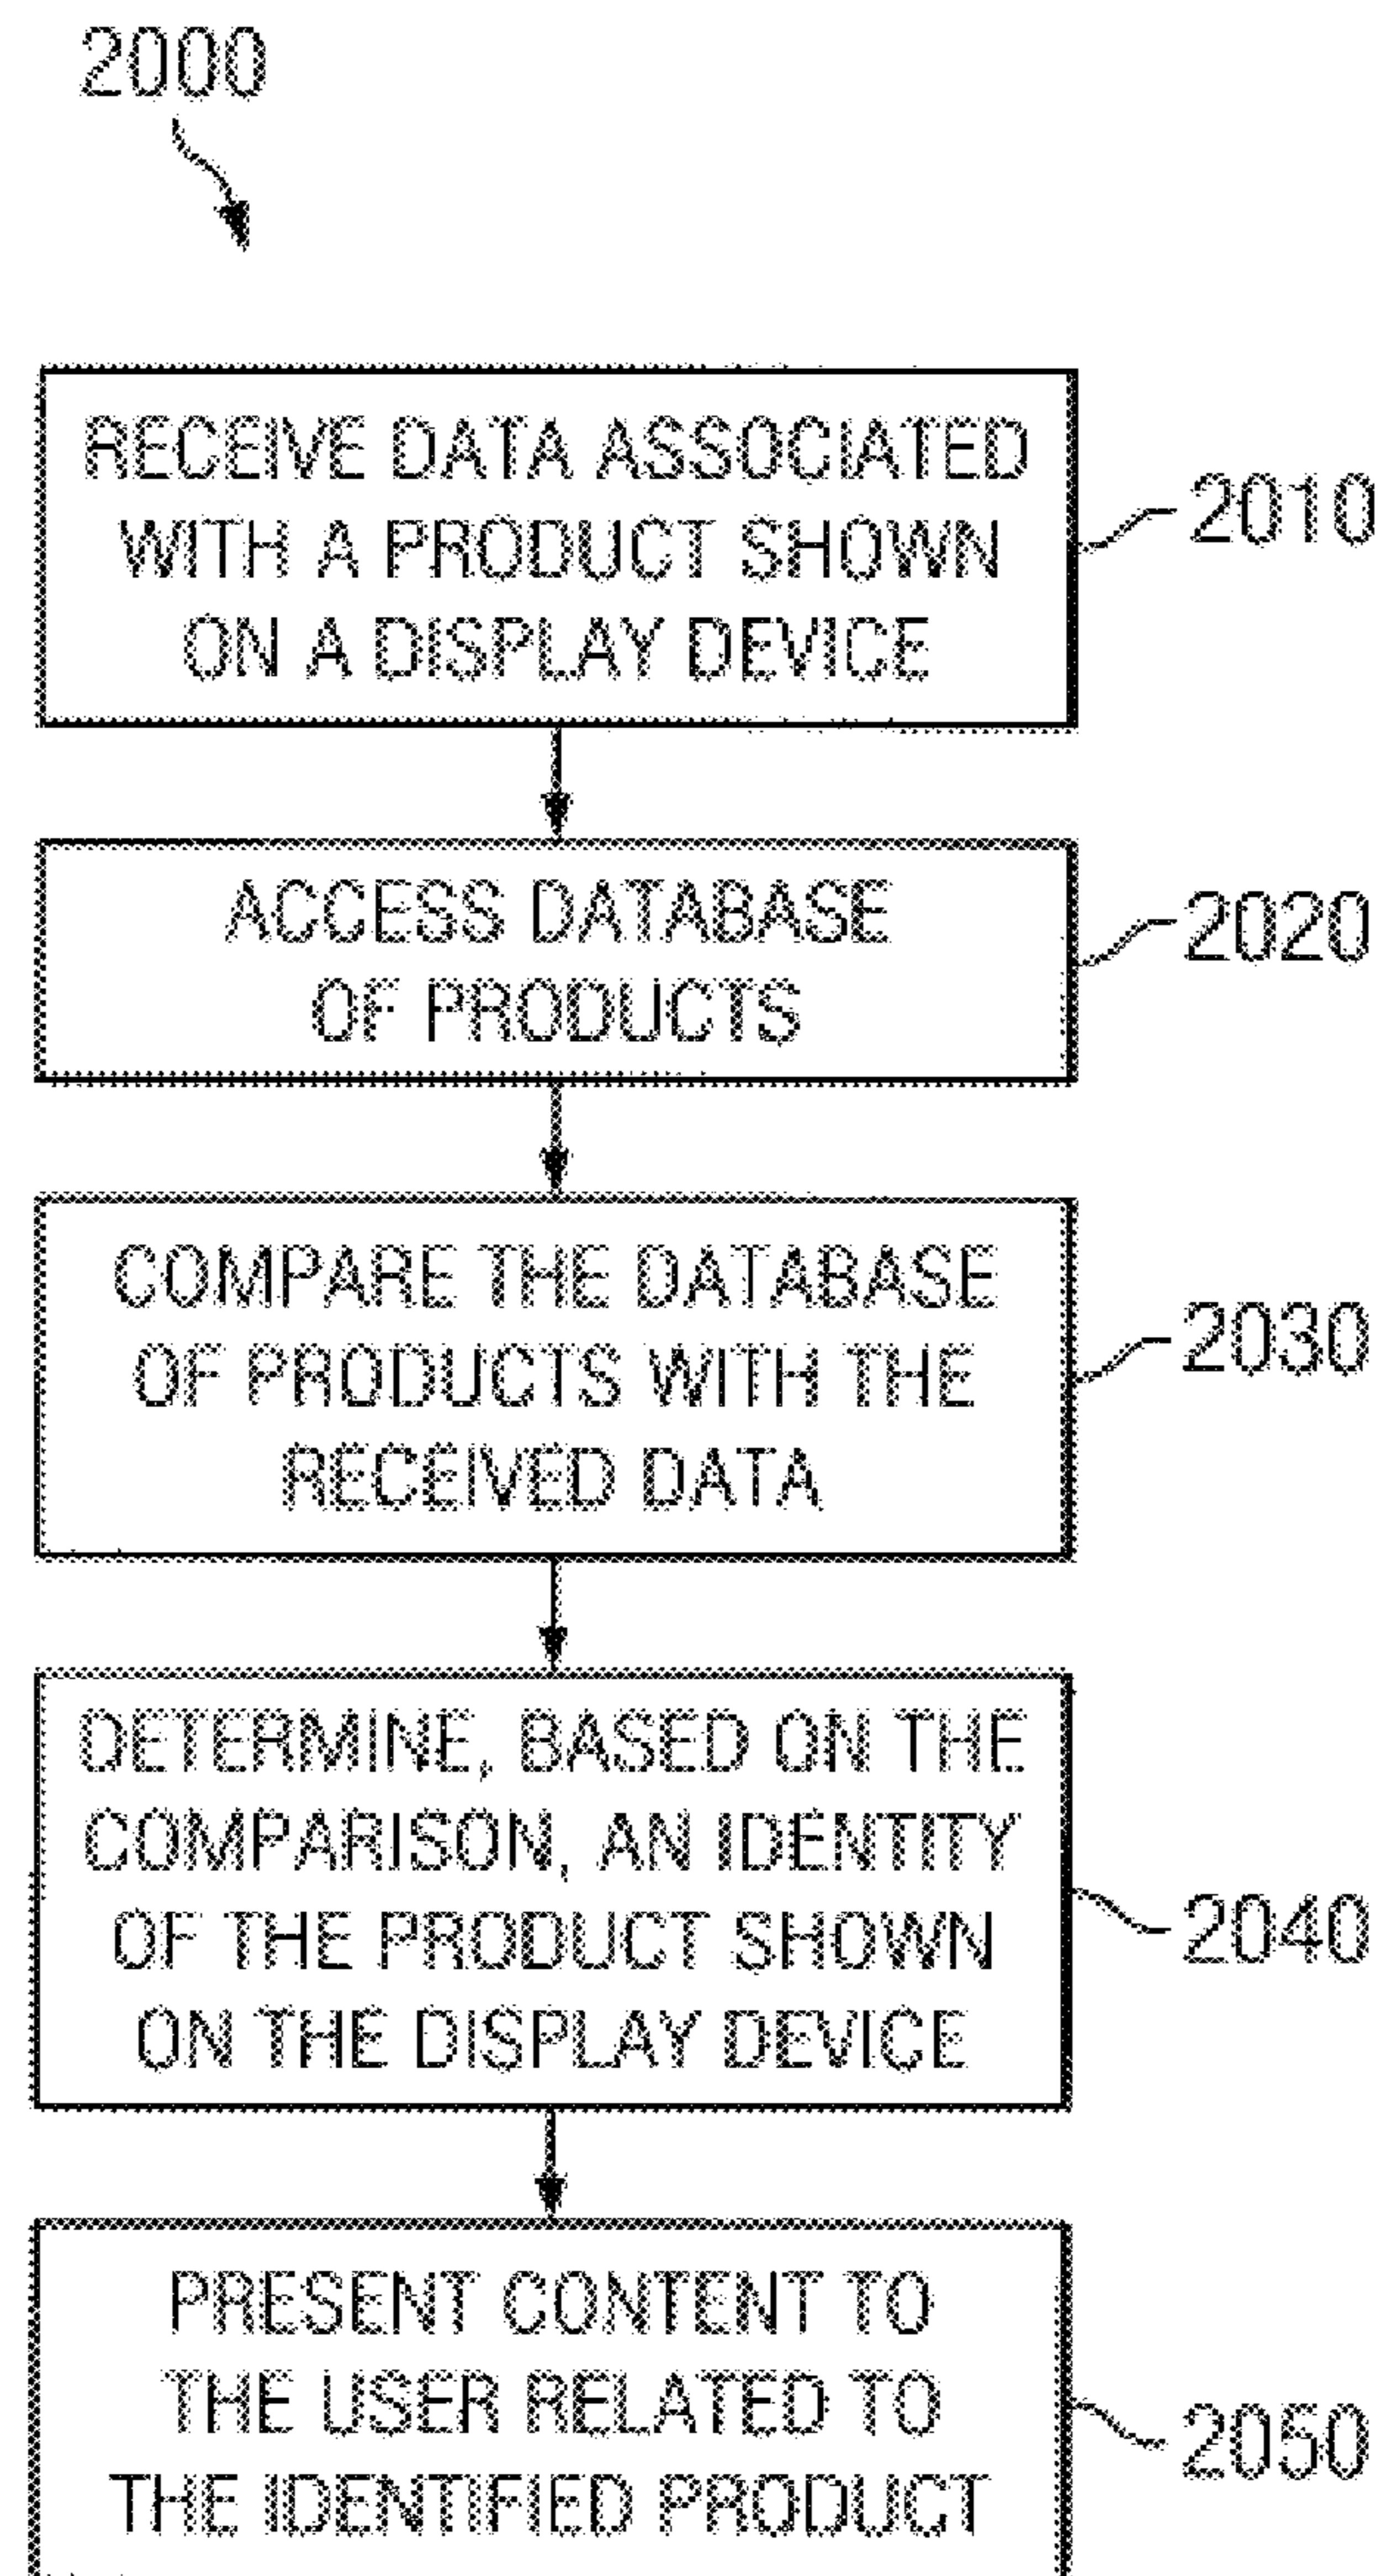 2000
RECEIVE DATA ASSOCIATED
WITH A PRODUCT SHOWN
ON A DISPLAY DEVICE
2010
ACCESS DATABASE
OF PRODUCTS
2020
COMPARE THE DATABASE
OF PRODUCTS WITH THE
RECEIVED DATA
2030
DETERMINE, BASED ON THE
COMPARISON, AN IDENTITY
OF THE PRODUCT SHOWN
ON THE DISPLAY DEVICE
2040
PRESENT CONTENT TO
THE USER RELATED TO
THE IDENTIFIED PRODUCT
2050